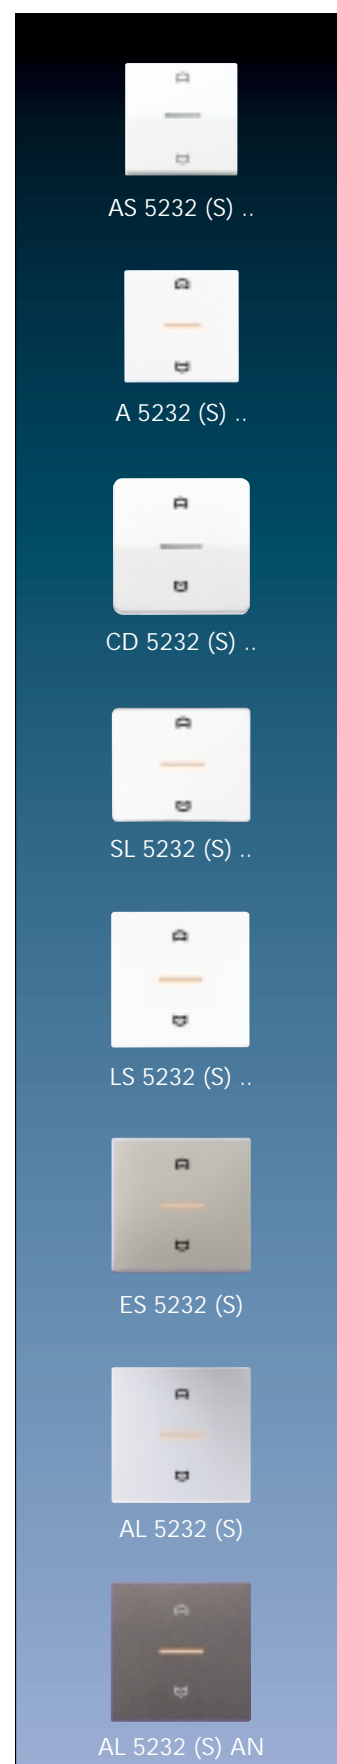 AS 5232 (S) ..
A 5232 (S) ..
CD 5232 (S) ..
SL 5232 (S) ..
LS 5232 (S) ..
ES 5232 (S)
AL 5232 (S)
AL 5232 (S) AN